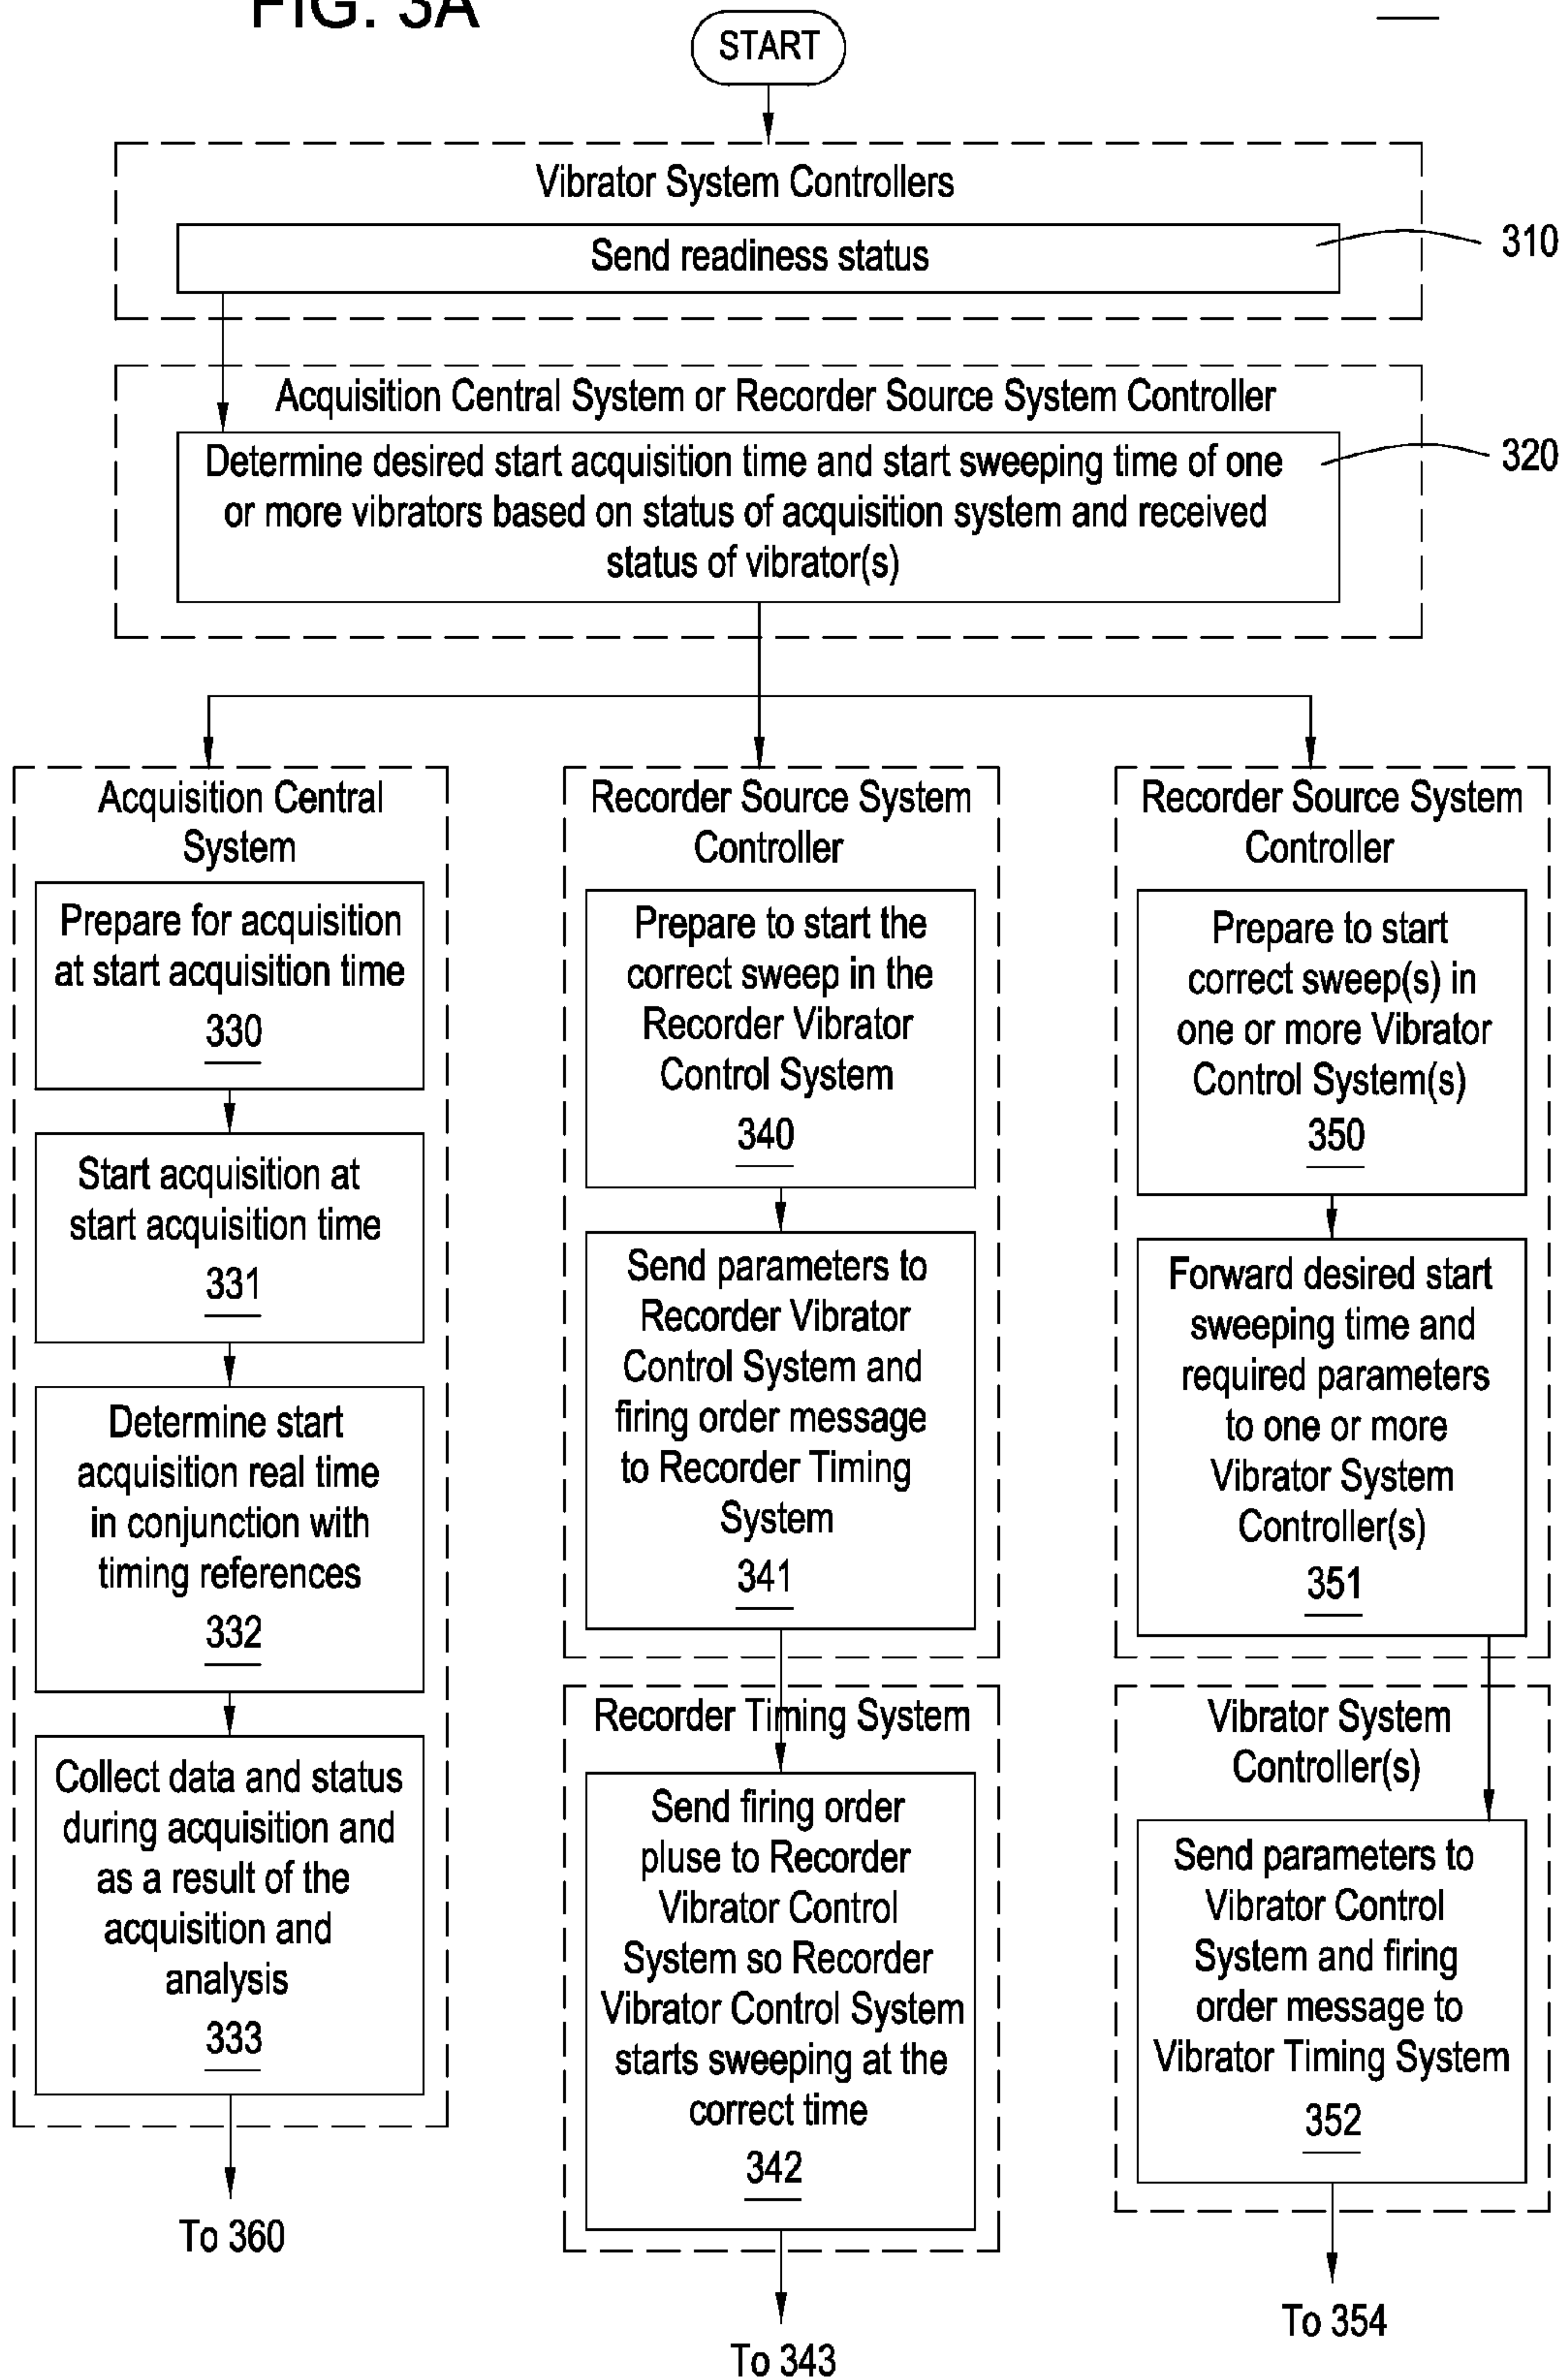 FIG. 3A
START
Vibrator System Controllers
Send readiness status
310
Acquisition Central System or Recorder Source System Controller
Determine desired start acquisition time and start sweeping time of one
or more vibrators based on status of acquisition system and received
status of vibrator(s)
320
Acquisition Central
System
Prepare for acquisition
at start acquisition time
330
Start acquisition at
start acquisition time
331
Determine start
acquisition real time
in conjunction with
timing references
332
Collect data and status
during acquisition and
as a result of the
acquisition and
analysis
333
To 360
Recorder Source System
Controller
Prepare to start the
correct sweep in the
Recorder Vibrator
Control System
340
Send parameters to
Recorder Vibrator
Control System and
firing order message
to Recorder Timing
System
341
Recorder Timing System
Send firing order
pluse to Recorder
Vibrator Control
System so Recorder
Vibrator Control System
starts sweeping at the
correct time
342
To 343
Recorder Source System
Controller
Prepare to start
correct sweep(s) in
one or more Vibrator
Control System(s)
350
Forward desired start
sweeping time and
required parameters
to one or more
Vibrator System
Controller(s)
351
Vibrator System
Controller(s)
Send parameters to
Vibrator Control
System and firing
order message to
Vibrator Timing System
352
To 354